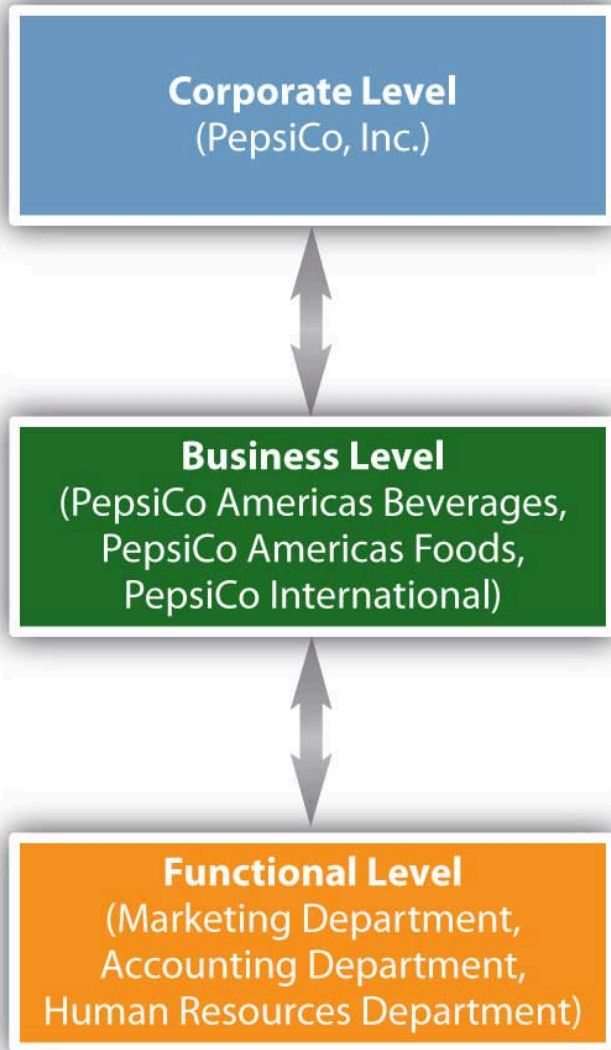 Corporate Level
(PepsiCo, Inc.)
Business Level
(PepsiCo Americas Beverages,
PepsiCo Americas Foods,
PepsiCo International)
Functional Level
(Marketing Department,
Accounting Department,
Human Resources Department)